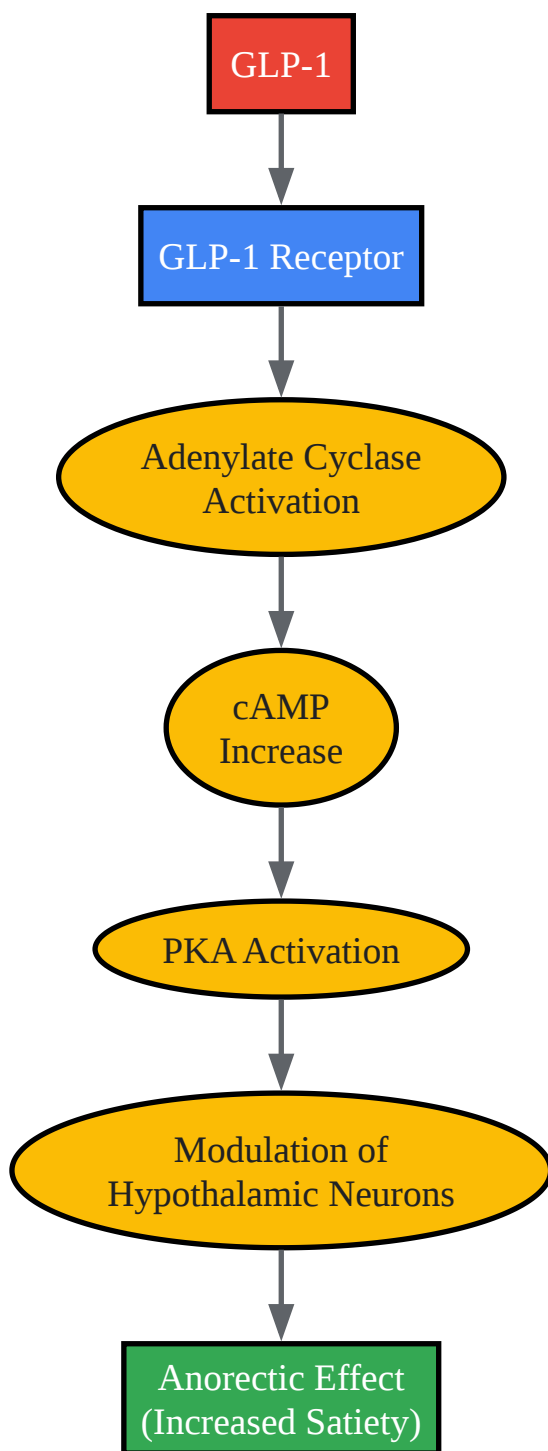 GLP-1
GLP-1 Receptor
Adenylate Cyclase
Activation
cAMP
Increase
PKA Activation
Modulation of
Hypothalamic Neurons
Anorectic Effect
(Increased Satiety)